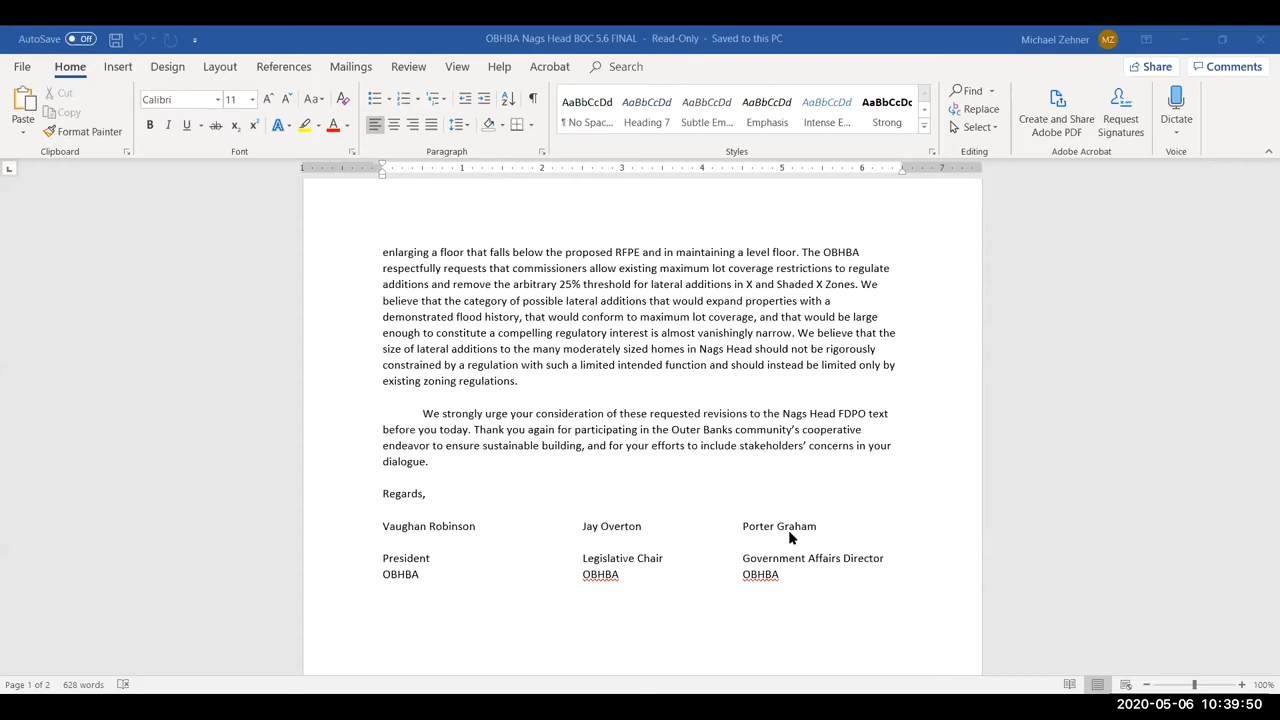 AutoSave Off OBHBA Nags Head BOC 5.6 FINAL - Read-Only - Saved to this PC Michael Zehner MZ
File Home Insert Design Layout References Mailings Review View Help Acrobat Search Share Comments
Paste Cut Copy Format Painter
Calibri 11
AaBbCcDd AaBbCcDd AaBbCcDd AaBbCcDd AaBbCcDd AaBbCcDc
¶ No Spac... Heading 7 Subtle Em... Emphasis Intense E... Strong
Find Replace Select
Create and Share Adobe PDF Request Signatures Dictate
Clipboard Font Paragraph Styles Editing Adobe Acrobat Voice
1 1 2 3 4 5 6 7
enlarging a floor that falls below the proposed RFPE and in maintaining a level floor. The OBHBA
respectfully requests that commissioners allow existing maximum lot coverage restrictions to regulate
additions and remove the arbitrary 25% threshold for lateral additions in X and Shaded X Zones. We
believe that the category of possible lateral additions that would expand properties with a
demonstrated flood history, that would conform to maximum lot coverage, and that would be large
enough to constitute a compelling regulatory interest is almost vanishingly narrow. We believe that the
size of lateral additions to the many moderately sized homes in Nags Head should not be rigorously
constrained by a regulation with such a limited intended function and should instead be limited only by
existing zoning regulations.
We strongly urge your consideration of these requested revisions to the Nags Head FDPO text
before you today. Thank you again for participating in the Outer Banks community’s cooperative
endeavor to ensure sustainable building, and for your efforts to include stakeholders’ concerns in your
dialogue.
Regards,
Vaughan Robinson Jay Overton Porter Graham
President Legislative Chair Government Affairs Director
OBHBA OBHBA OBHBA
Page 1 of 2 628 words 100%
2020-05-06 10:39:50